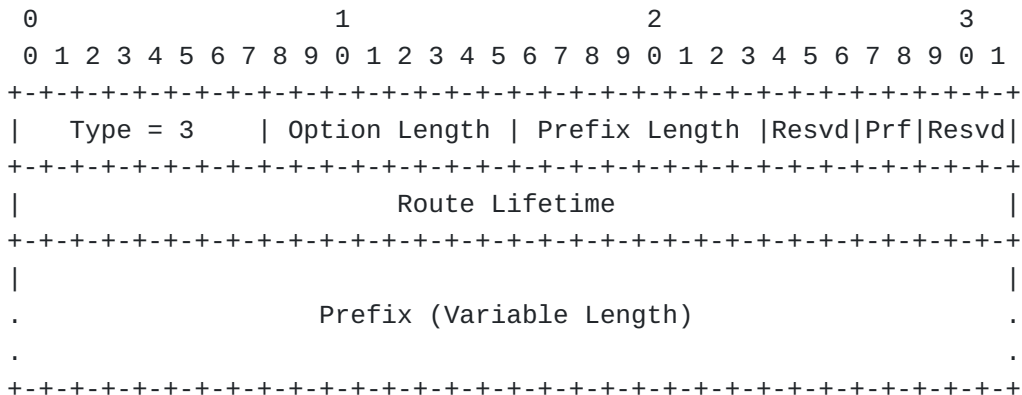 0                   1                   2                   3
 0 1 2 3 4 5 6 7 8 9 0 1 2 3 4 5 6 7 8 9 0 1 2 3 4 5 6 7 8 9 0 1
+-+-+-+-+-+-+-+-+-+-+-+-+-+-+-+-+-+-+-+-+-+-+-+-+-+-+-+-+-+-+-+-+
|   Type = 3    | Option Length | Prefix Length |Resvd|Prf|Resvd|
+-+-+-+-+-+-+-+-+-+-+-+-+-+-+-+-+-+-+-+-+-+-+-+-+-+-+-+-+-+-+-+-+
|                        Route Lifetime                         |
+-+-+-+-+-+-+-+-+-+-+-+-+-+-+-+-+-+-+-+-+-+-+-+-+-+-+-+-+-+-+-+-+
|                                                               |
.                   Prefix (Variable Length)                    .
.                                                               .
+-+-+-+-+-+-+-+-+-+-+-+-+-+-+-+-+-+-+-+-+-+-+-+-+-+-+-+-+-+-+-+-+